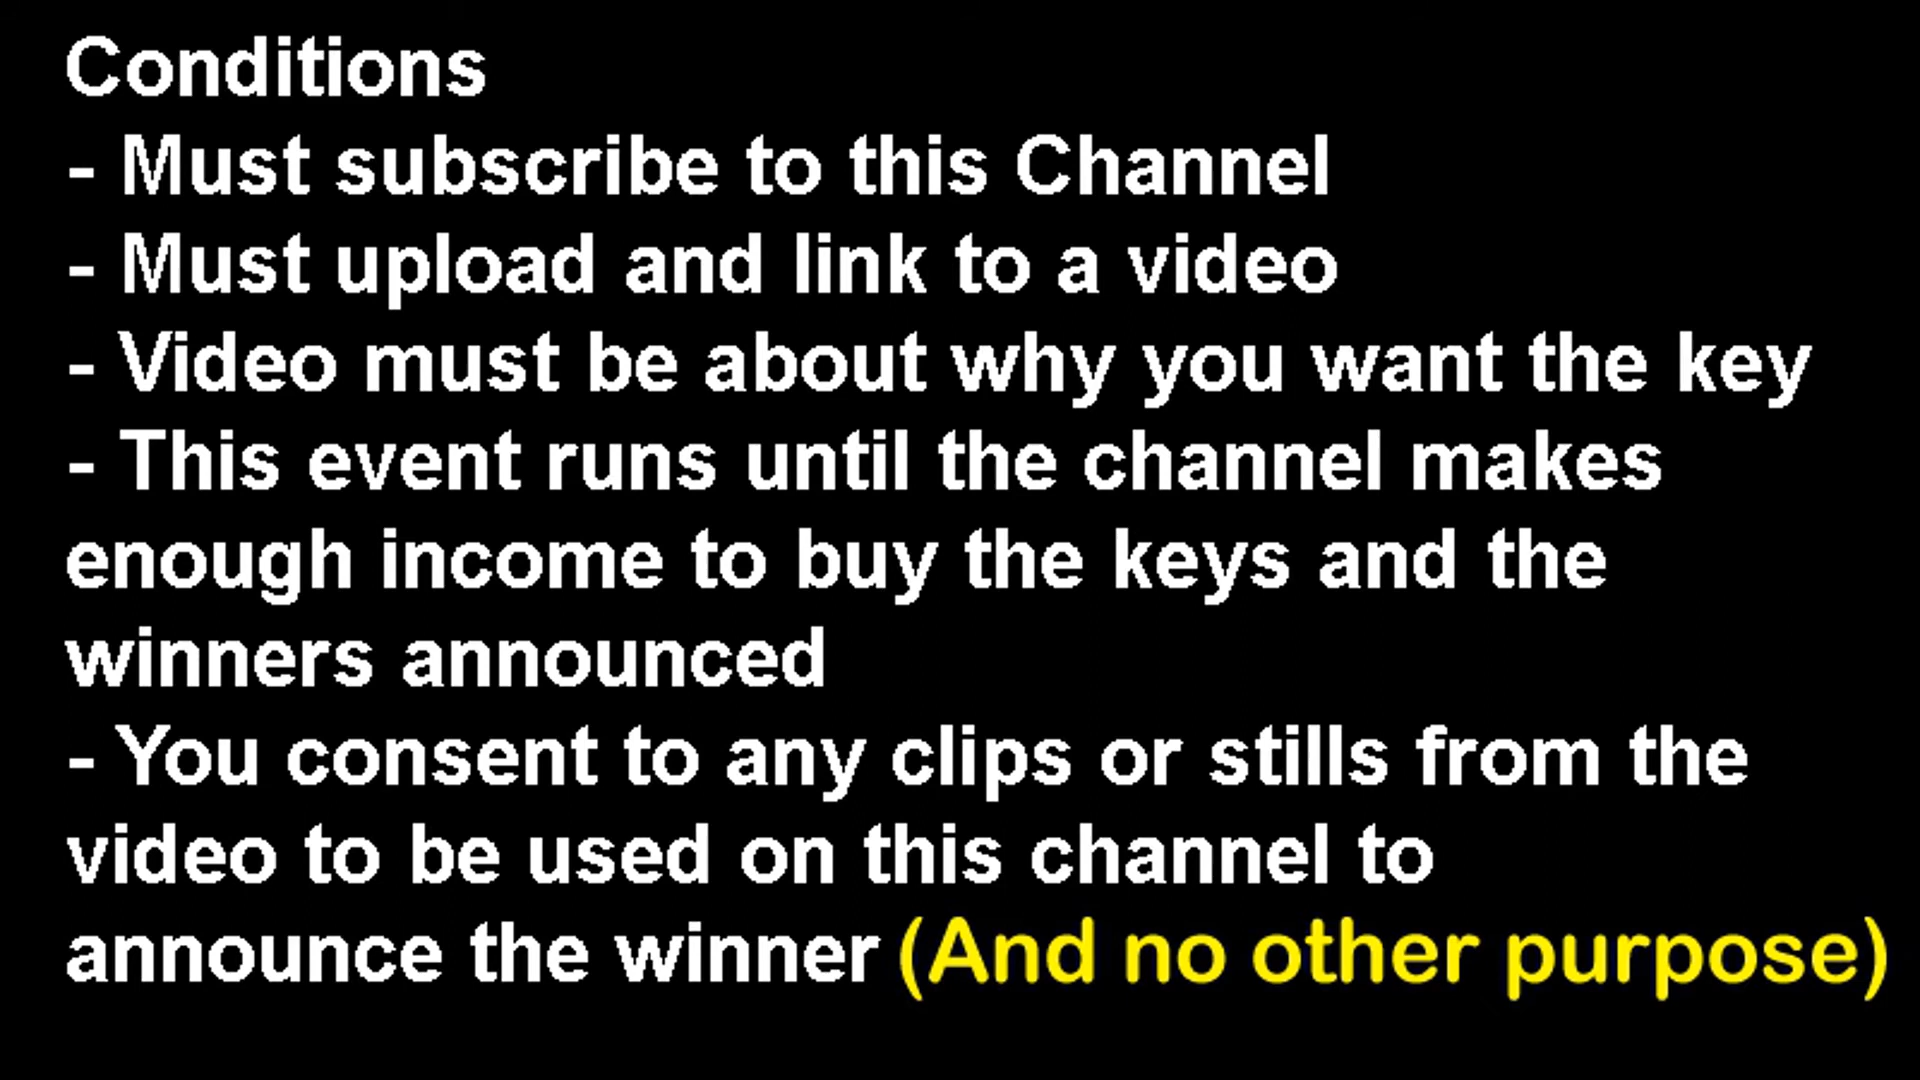 Conditions
- Must subscribe to this Channel
- Must upload and link to a video
- Video must be about why you want the key
- This event runs until the channel makes
enough income to buy the keys and the
winners announced
- You consent to any clips or stills from the
video to be used on this channel to
announce the winner (And no other purpose)